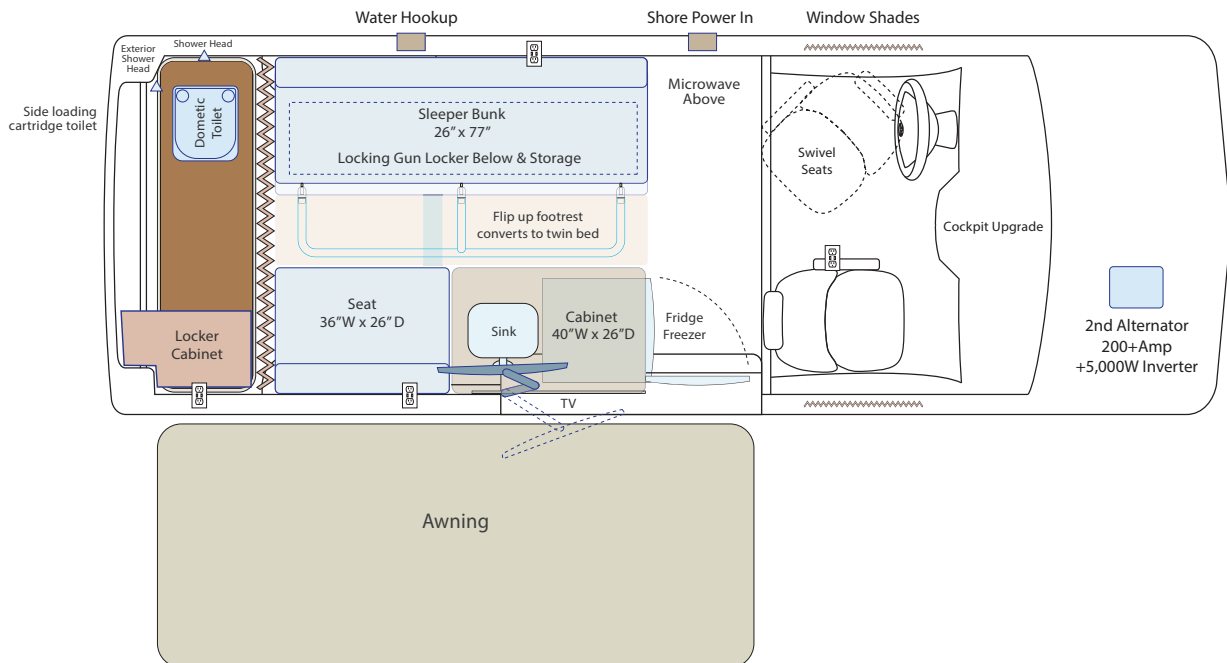 Water Hookup
Shore Power In
Window Shades
Exterior
Shower
Head
Shower Head
Side loading
cartridge toilet
Dometic
Toilet
Sleeper Bunk
26” x 77”
Locking Gun Locker Below & Storage
Microwave
Above
Swivel
Seats
Flip up footrest
converts to twin bed
Cockpit Upgrade
Seat
36”W x 26”D
Sink
Cabinet
40”W x 26”D
Fridge
Freezer
Locker
Cabinet
2nd Alternator
200+Amp
+5,000W Inverter
TV
Awning